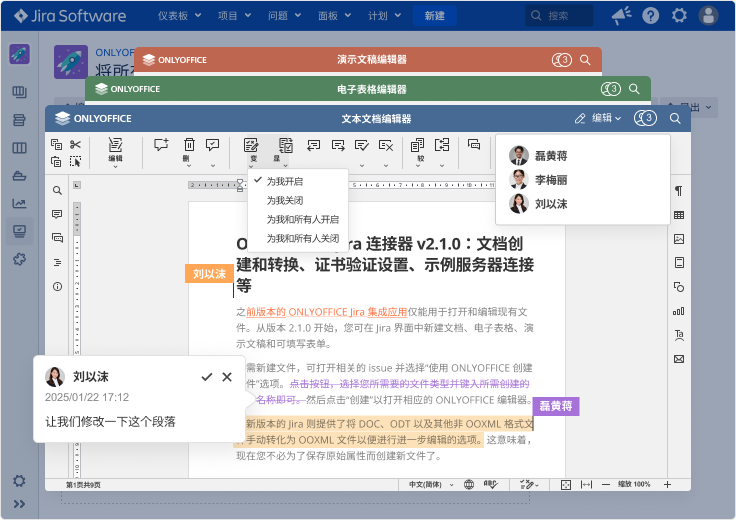 Jira Software 仪表板 项目 问题 面板 计划 新建 搜索
ONLYOFFICE 演示文稿编辑器 3
ONLYOFFICE 电子表格编辑器 3
ONLYOFFICE 文本文档编辑器 编辑 3
编辑 删 变 显 较
磊黄蒋
李梅丽
刘以沫
为我开启
为我关闭
为我和所有人开启
为我和所有人关闭
连接器 v2.1.0：文档创
建和转换、证书验证设置、示例服务器连接
等
刘以沫
之前版本的 ONLYOFFICE Jira 集成应用仅能用于打开和编辑现有文
件。从版本 2.1.0 开始，您可在 Jira 界面中新建文档、电子表格、演
示文稿和可填写表单。
需新建文件，可打开相关的 issue 并选择“使用 ONLYOFFICE 创建
件”选项。点击按钮，选择您所需要的文件类型并键入所需创建的
名称即可。然后点击“创建”以打开相应的 ONLYOFFICE 编辑器。
磊黄蒋
新版本的 Jira 则提供了将 DOC、ODT 以及其他非 OOXML 格式文
手动转化为 OOXML 文件以便进行进一步编辑的选项。这意味着，
现在您不必为了保存原始属性而创建新文件了。
刘以沫
2025/01/22 17:12
让我们修改一下这个段落
第1页共9页 中文(简体) 缩放 100%